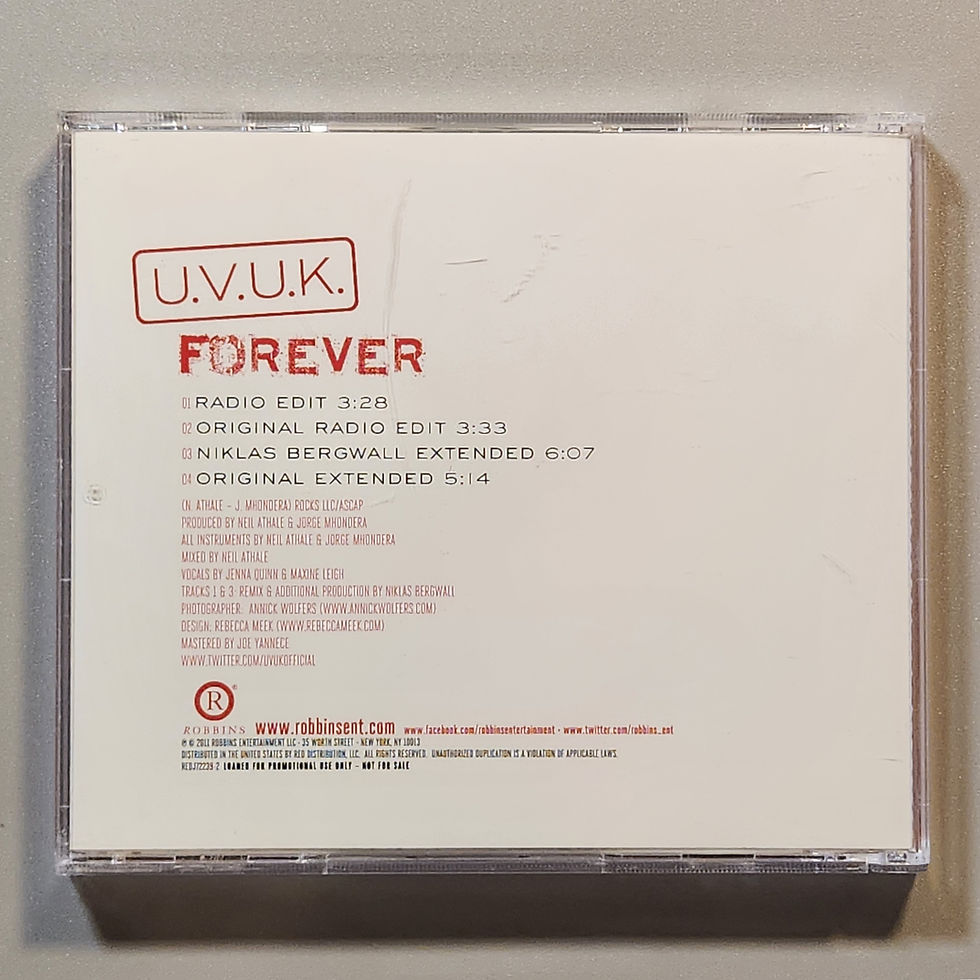 U.V.U.K.
FOREVER
01 RADIO EDIT 3:28
02 ORIGINAL RADIO EDIT 3:33
03 NIKLAS BERGWALL EXTENDED 6:07
04 ORIGINAL EXTENDED 5:14
(N. ATHALE - J. MHONDERA) ROCKS LLC/ASCAP
PRODUCED BY NEIL ATHALE & JORGE MHONDERA
ALL INSTRUMENTS BY NEIL ATHALE & JORGE MHONDERA
MIXED BY NEIL ATHALE
VOCALS BY JENNA QUINN & MAXINE LEIGH
TRACKS 1 & 3: REMIX & ADDITIONAL PRODUCTION BY NIKLAS BERGWALL
PHOTOGRAPHER: ANNICK WOLFERS (WWW.ANNICKWOLFERS.COM)
DESIGN: REBECCA MEEK (WWW.REBECCAMEEK.COM)
MASTERED BY JOE YANNECE
WWW.TWITTER.COM/UVUKOFFICIAL
R®
ROBBINS www.robbinsent.com www.facebook.com/robbinsentertainment - www.twitter.com/robbins_ent
℗ © 2011 ROBBINS ENTERTAINMENT LLC - 35 WORTH STREET - NEW YORK, NY 10013
DISTRIBUTED IN THE UNITED STATES BY RED DISTRIBUTION, LLC. ALL RIGHTS RESERVED. UNAUTHORIZED DUPLICATION IS A VIOLATION OF APPLICABLE LAWS.
REDJ72239-2 LOANED FOR PROMOTIONAL USE ONLY - NOT FOR SALE